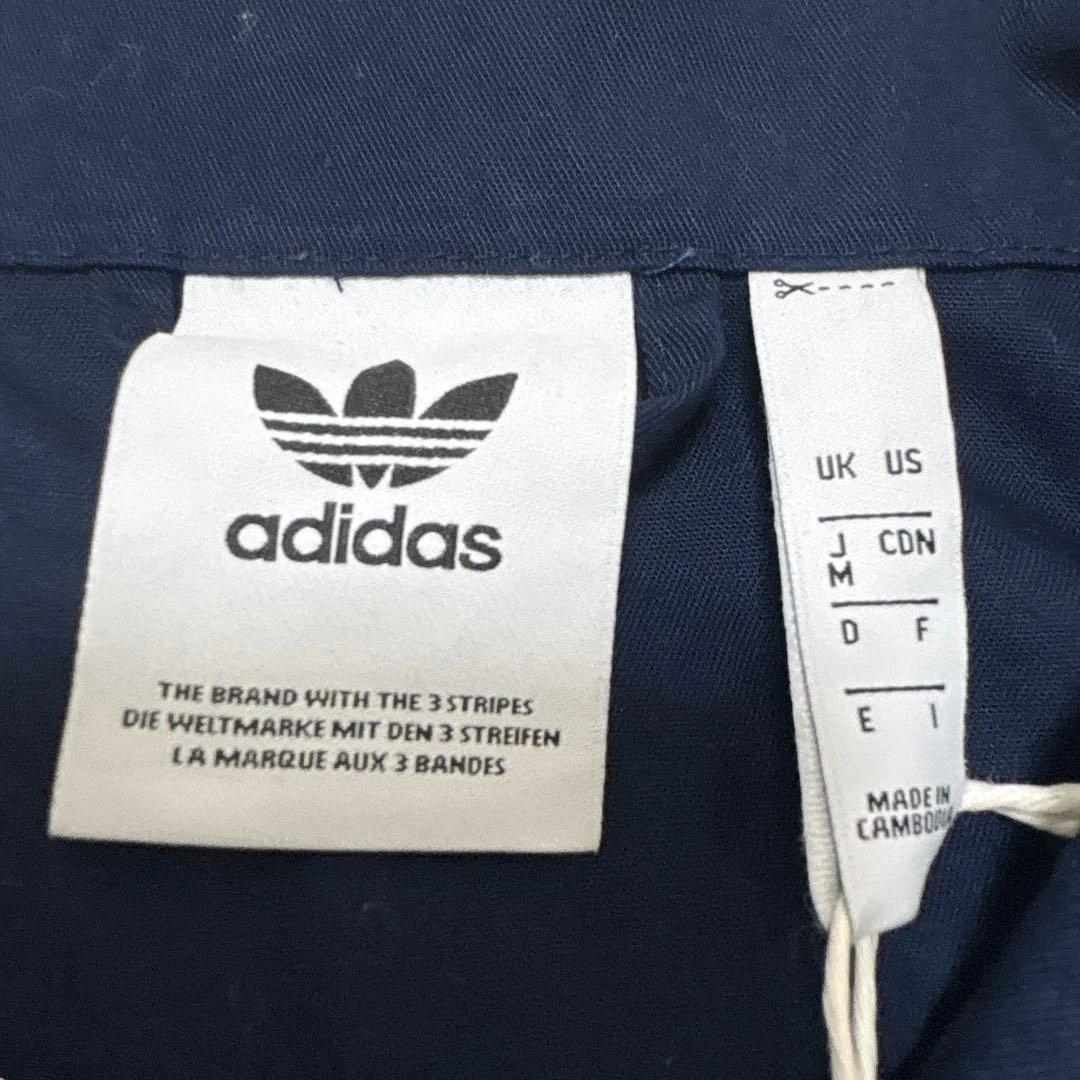 adidas
THE BRAND WITH THE 3 STRIPES
DIE WELTMARKE MIT DEN 3 STREIFEN
LA MARQUE AUX 3 BANDES
UK US
J CDN
M
D F
E I
MADE IN